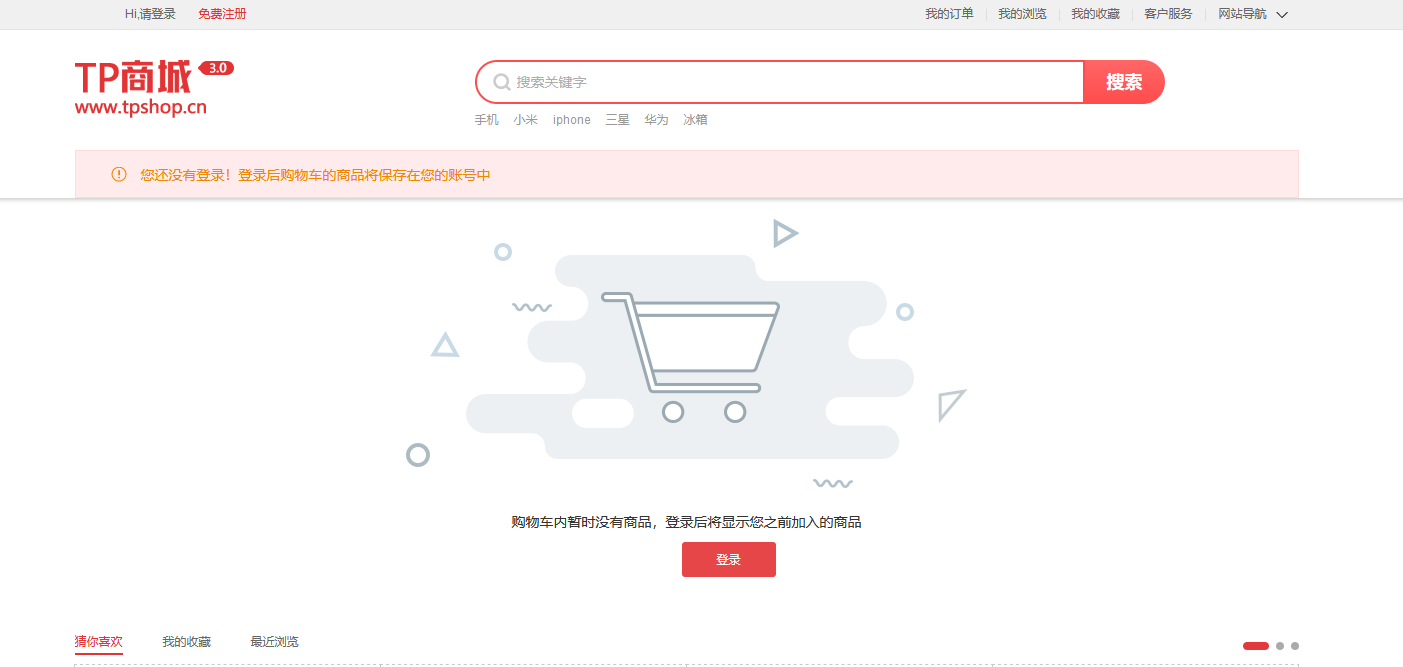 Hi,请登录 免费注册 我的订单 我的浏览 我的收藏 客户服务 网站导航
TP商城 3.0
www.tpshop.cn
搜索关键字 搜索
手机 小米 iphone 三星 华为 冰箱
您还没有登录！登录后购物车的商品将保存在您的账号中
购物车内暂时没有商品，登录后将显示您之前加入的商品
登录
猜你喜欢 我的收藏 最近浏览